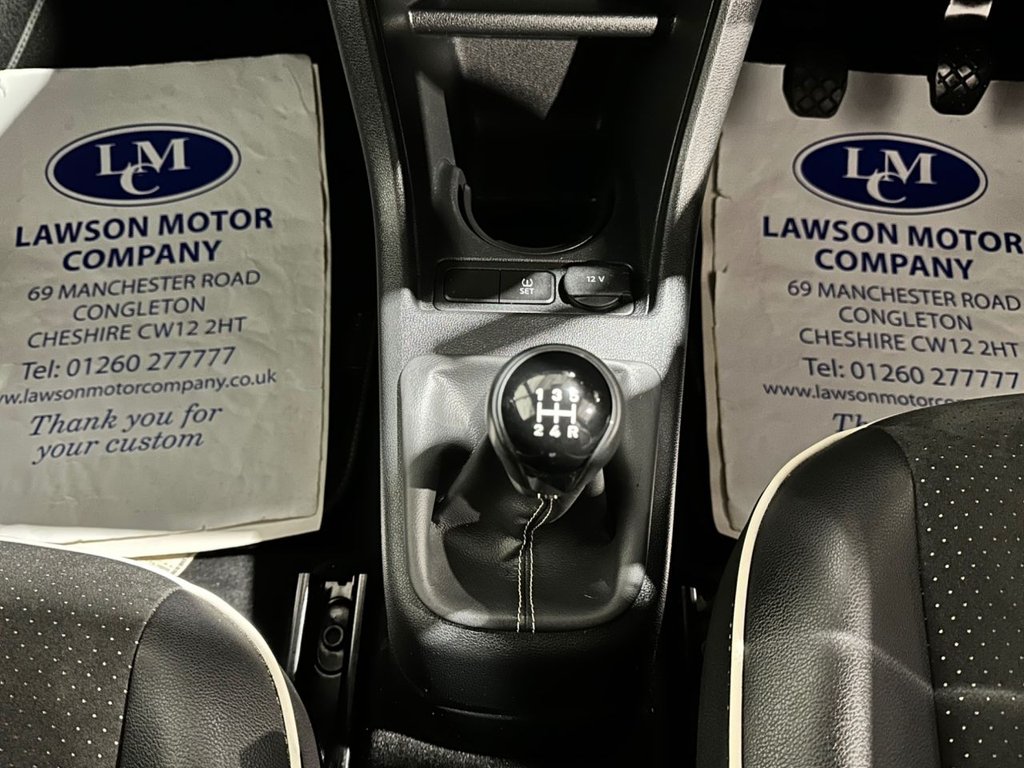 LMC
LAWSON MOTOR
COMPANY
69 MANCHESTER ROAD
CONGLETON
CHESHIRE CW12 2HT
Tel: 01260 277777
www.lawsonmotorcompany.co.uk
Thank you for
your custom
SET
12 V
1 3 5
2 4 R
LMC
LAWSON MOTOR
COMPANY
69 MANCHESTER ROAD
CONGLETON
CHESHIRE CW12 2HT
Tel: 01260 277777
www.lawsonmotorcompany